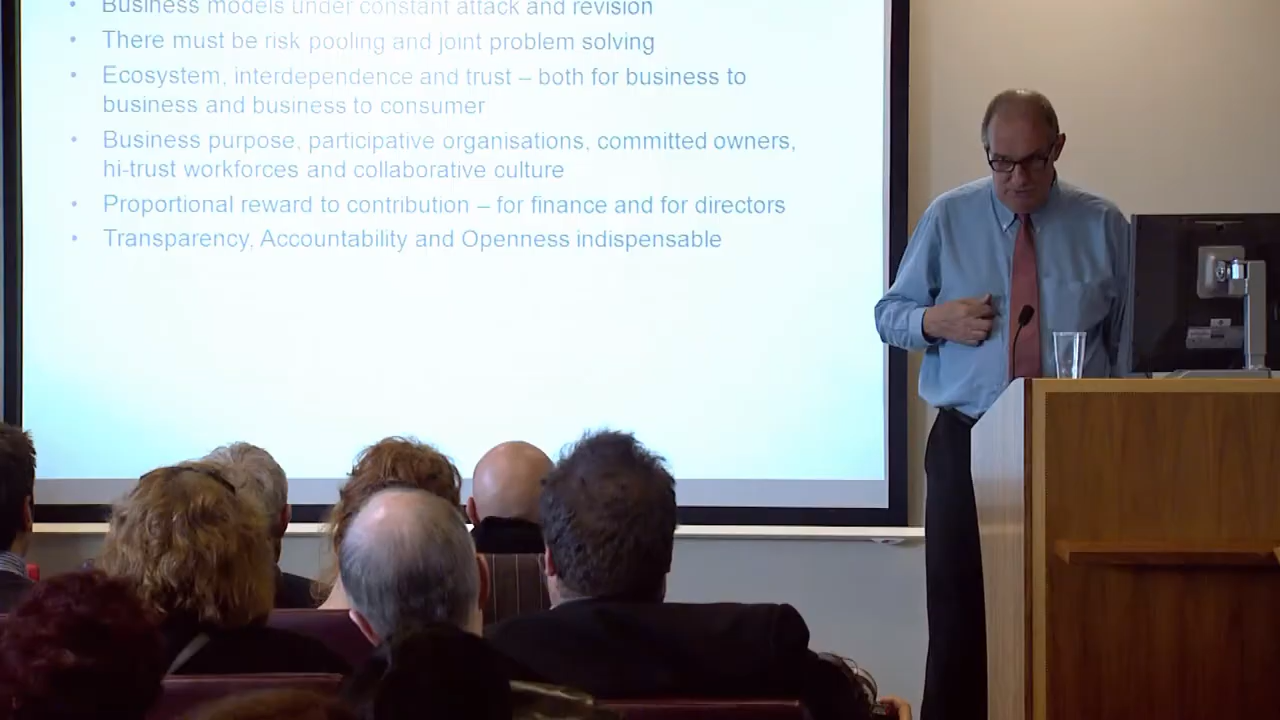 • Business models under constant attack and revision
• There must be risk pooling and joint problem solving
• Ecosystem, interdependence and trust – both for business to
business and business to consumer
• Business purpose, participative organisations, committed owners,
hi-trust workforces and collaborative culture
• Proportional reward to contribution – for finance and for directors
• Transparency, Accountability and Openness indispensable